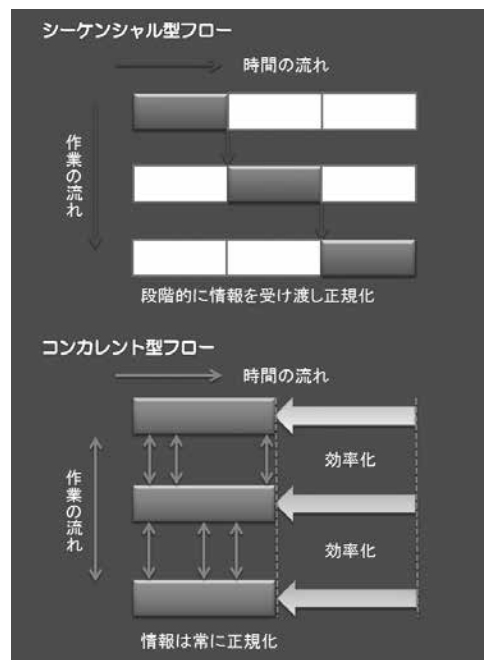 シーケンシャル型フロー
時間の流れ
作業の流れ
段階的に情報を受け渡し正規化
コンカレント型フロー
時間の流れ
作業の流れ
効率化
効率化
情報は常に正規化